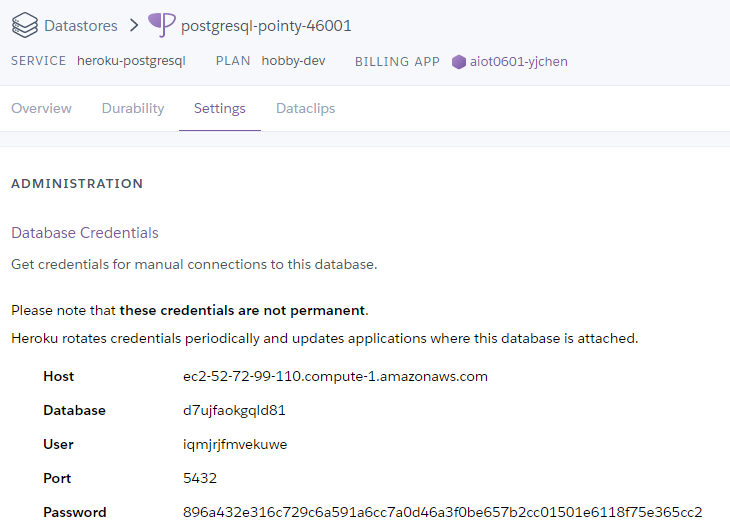 Datastores > postgresql-pointy-46001
SERVICE heroku-postgresql PLAN hobby-dev BILLING APP aiot0601-yjchen
Overview Durability Settings Dataclips
ADMINISTRATION
Database Credentials
Get credentials for manual connections to this database.
Please note that these credentials are not permanent.
Heroku rotates credentials periodically and updates applications where this database is attached.
Host ec2-52-72-99-110.compute-1.amazonaws.com
Database d7ujfaokgqld81
User iqmjrjfmvekuwe
Port 5432
Password 896a432e316c729c6a591a6cc7a0d46a3f0be657b2cc01501e6118f75e365cc2